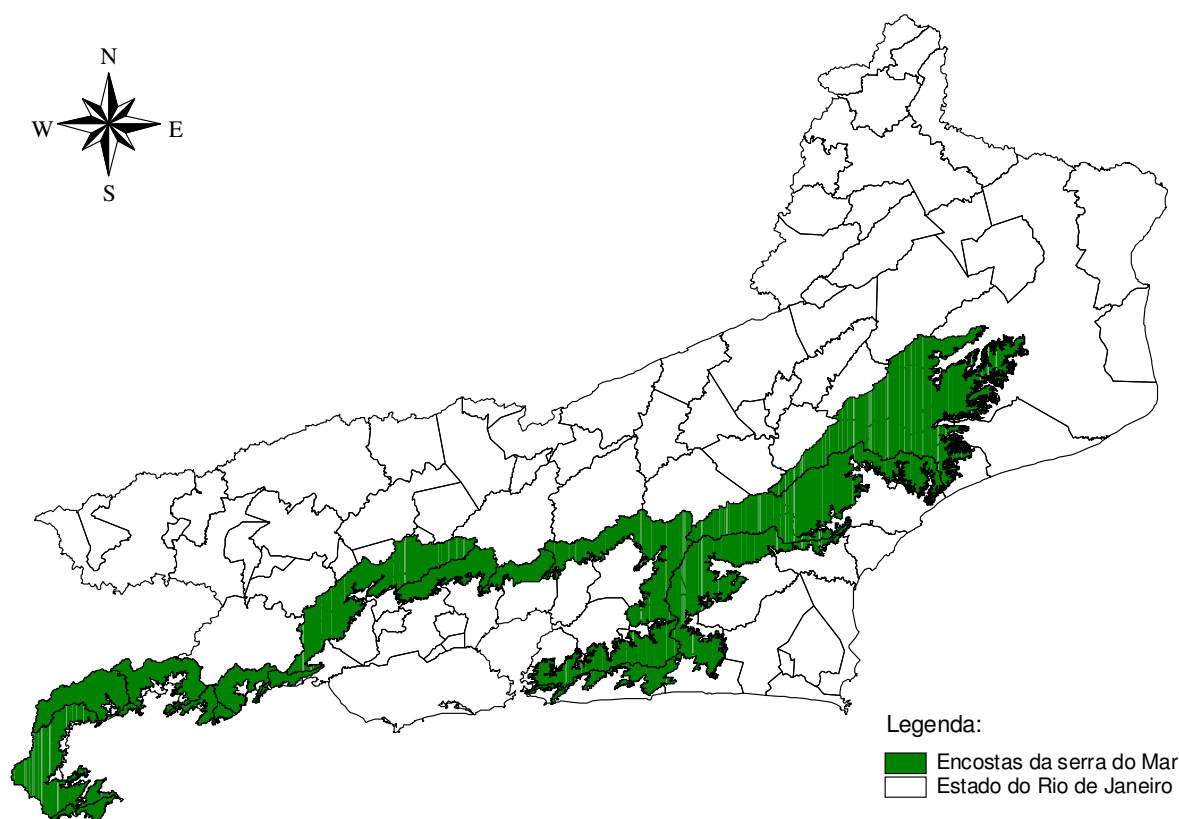 N
W E
S
Legenda:
Encostas da serra do Mar
Estado do Rio de Janeiro